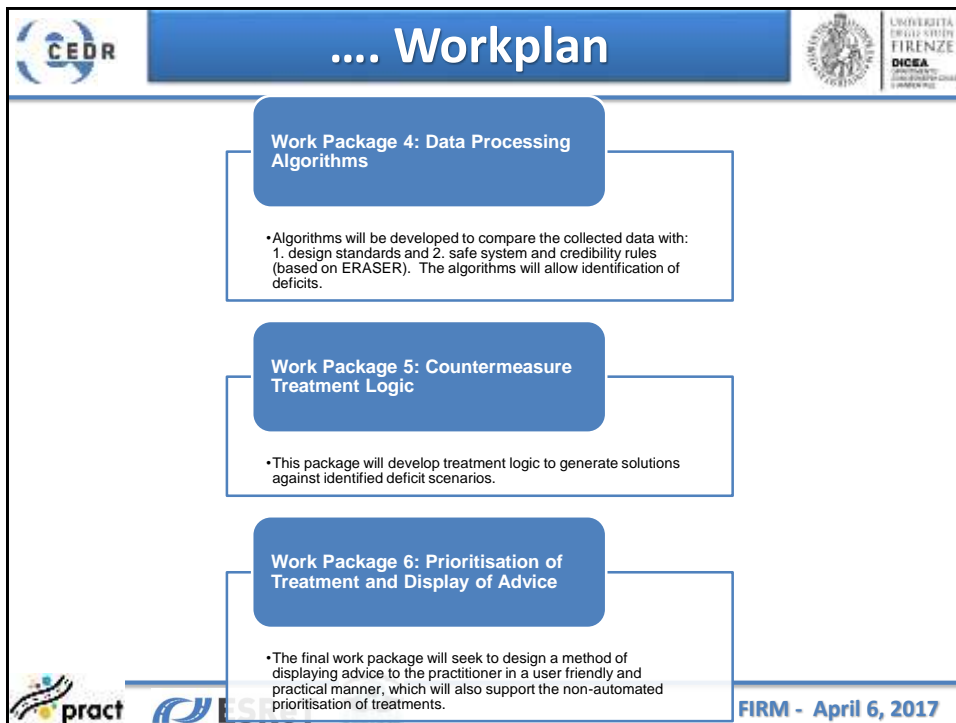 CEDR
.... Workplan
UNIVERSITÀ
DEGLI STUDI
FIRENZE
DICEA
Work Package 4: Data Processing
Algorithms
•Algorithms will be developed to compare the collected data with:
1. design standards and 2. safe system and credibility rules
(based on ERASER).  The algorithms will allow identification of
deficits.
Work Package 5: Countermeasure
Treatment Logic
•This package will develop treatment logic to generate solutions
against identified deficit scenarios.
Work Package 6: Prioritisation of
Treatment and Display of Advice
•The final work package will seek to design a method of
displaying advice to the practitioner in a user friendly and
practical manner, which will also support the non-automated
prioritisation of treatments.
pract
FIRM - April 6, 2017